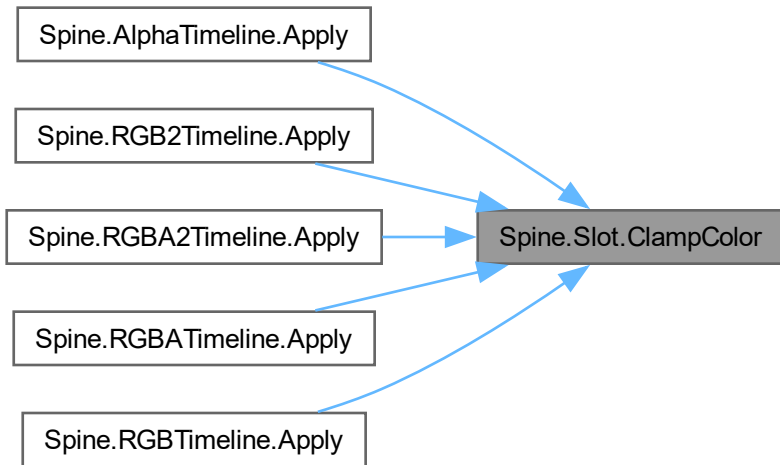 Spine.AlphaTimeline.Apply
Spine.RGB2Timeline.Apply
Spine.RGBA2Timeline.Apply
Spine.Slot.ClampColor
Spine.RGBATimeline.Apply
Spine.RGBTimeline.Apply